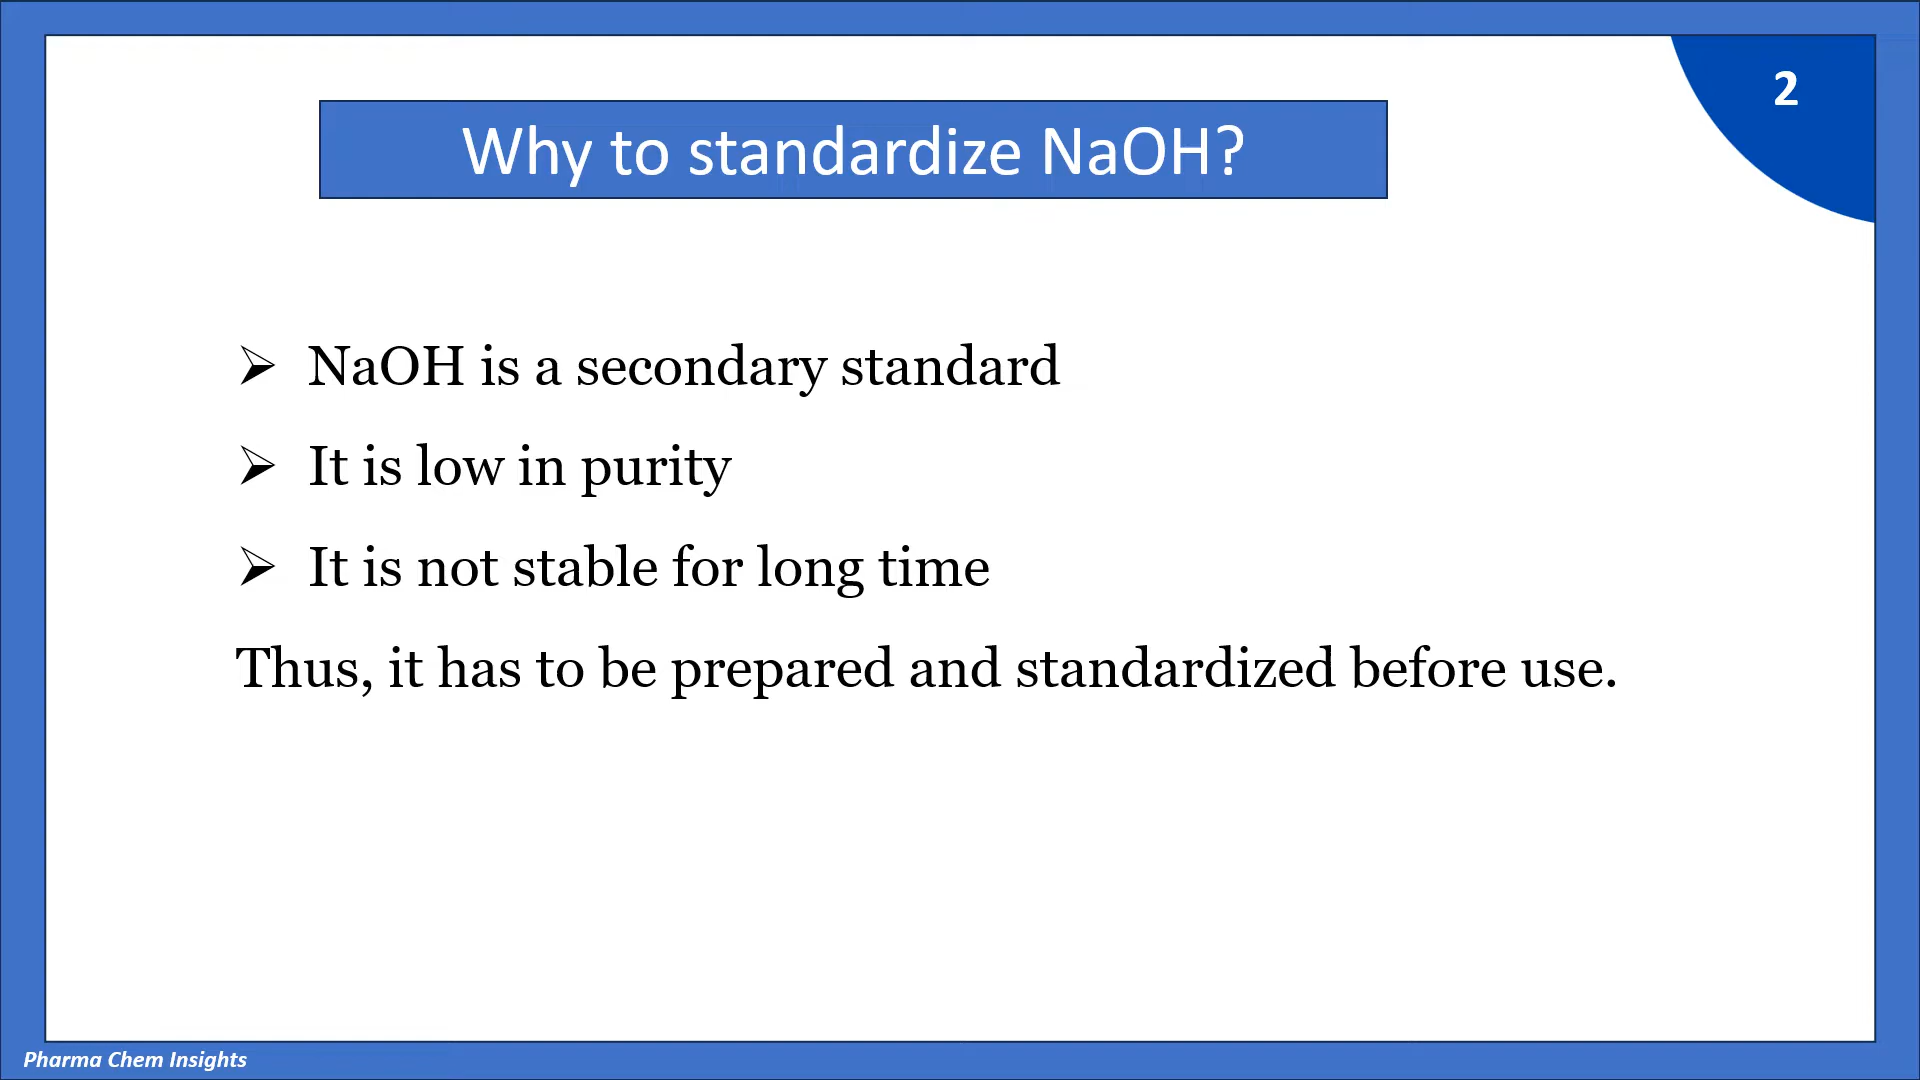 2
Why to standardize NaOH?
➢ NaOH is a secondary standard
➢ It is low in purity
➢ It is not stable for long time
Thus, it has to be prepared and standardized before use.
Pharma Chem Insights